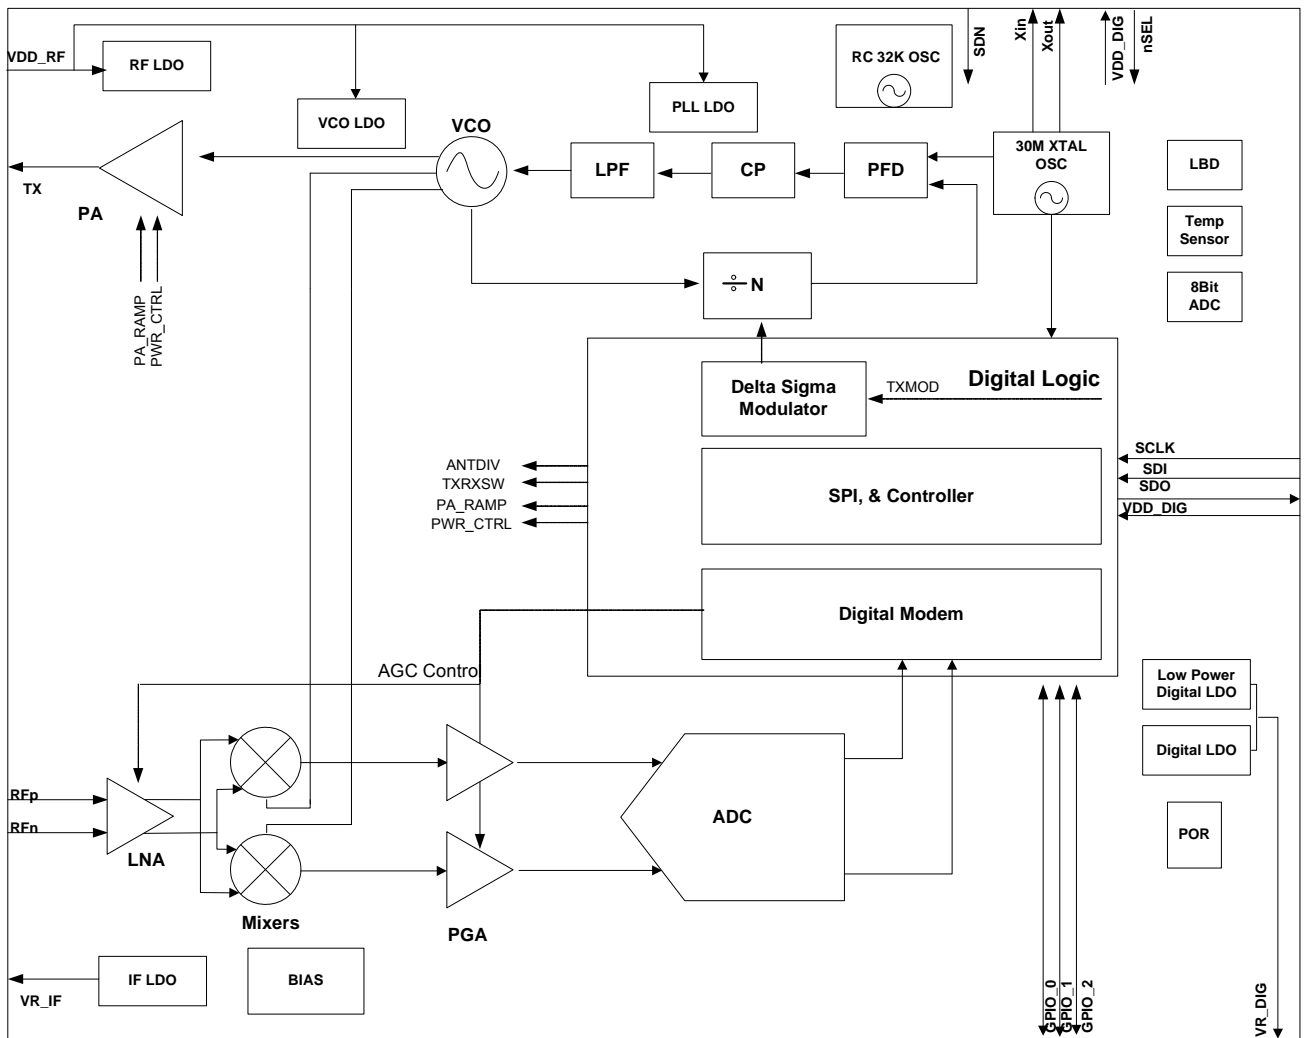 VDD_RF
RF LDO
VCO LDO
PLL LDO
RC 32K OSC
SDN
Xin
Xout
VDD_DIG
nSEL
TX
PA
PA_RAMP
PWR_CTRL
VCO
LPF
CP
PFD
30M XTAL
OSC
LBD
Temp
Sensor
8Bit
ADC
÷ N
Digital Logic
Delta Sigma
Modulator
TXMOD
SPI, & Controller
Digital Modem
ANTDIV
TXRXSW
PA_RAMP
PWR_CTRL
SCLK
SDI
SDO
VDD_DIG
AGC Control
RFp
RFn
LNA
Mixers
PGA
ADC
Low Power
Digital LDO
Digital LDO
POR
VR_IF
IF LDO
BIAS
GPIO_0
GPIO_1
GPIO_2
VR_DIG